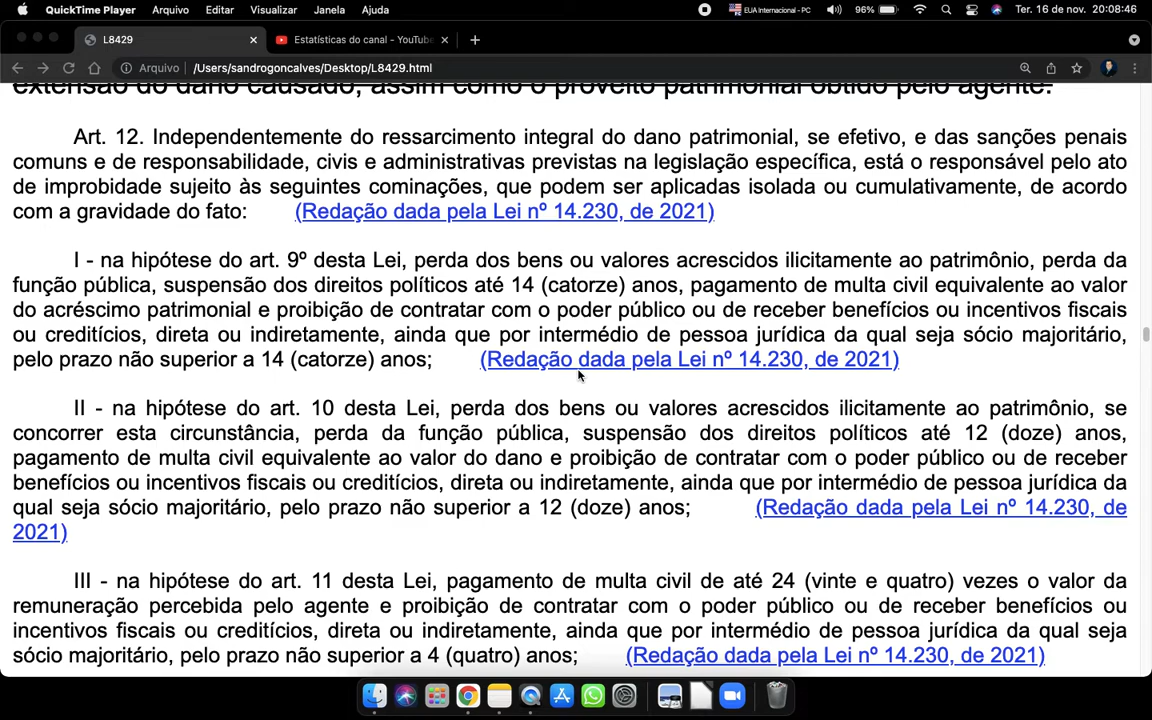 QuickTime Player Arquivo Editar Visualizar Janela Ajuda EUA Internacional - PC 96% Ter. 16 de nov. 20:08:46
L8429 Estatísticas do canal - YouTube
Arquivo /Users/sandrogoncalves/Desktop/L8429.html
extensão do dano causado, assim como o proveito patrimonial obtido pelo agente.
Art. 12. Independentemente do ressarcimento integral do dano patrimonial, se efetivo, e das sanções penais
comuns e de responsabilidade, civis e administrativas previstas na legislação específica, está o responsável pelo ato
de improbidade sujeito às seguintes cominações, que podem ser aplicadas isolada ou cumulativamente, de acordo
com a gravidade do fato: (Redação dada pela Lei nº 14.230, de 2021)
I - na hipótese do art. 9º desta Lei, perda dos bens ou valores acrescidos ilicitamente ao patrimônio, perda da
função pública, suspensão dos direitos políticos até 14 (catorze) anos, pagamento de multa civil equivalente ao valor
do acréscimo patrimonial e proibição de contratar com o poder público ou de receber benefícios ou incentivos fiscais
ou creditícios, direta ou indiretamente, ainda que por intermédio de pessoa jurídica da qual seja sócio majoritário,
pelo prazo não superior a 14 (catorze) anos; (Redação dada pela Lei nº 14.230, de 2021)
II - na hipótese do art. 10 desta Lei, perda dos bens ou valores acrescidos ilicitamente ao patrimônio, se
concorrer esta circunstância, perda da função pública, suspensão dos direitos políticos até 12 (doze) anos,
pagamento de multa civil equivalente ao valor do dano e proibição de contratar com o poder público ou de receber
benefícios ou incentivos fiscais ou creditícios, direta ou indiretamente, ainda que por intermédio de pessoa jurídica da
qual seja sócio majoritário, pelo prazo não superior a 12 (doze) anos; (Redação dada pela Lei nº 14.230, de
2021)
III - na hipótese do art. 11 desta Lei, pagamento de multa civil de até 24 (vinte e quatro) vezes o valor da
remuneração percebida pelo agente e proibição de contratar com o poder público ou de receber benefícios ou
incentivos fiscais ou creditícios, direta ou indiretamente, ainda que por intermédio de pessoa jurídica da qual seja
sócio majoritário, pelo prazo não superior a 4 (quatro) anos; (Redação dada pela Lei nº 14.230, de 2021)